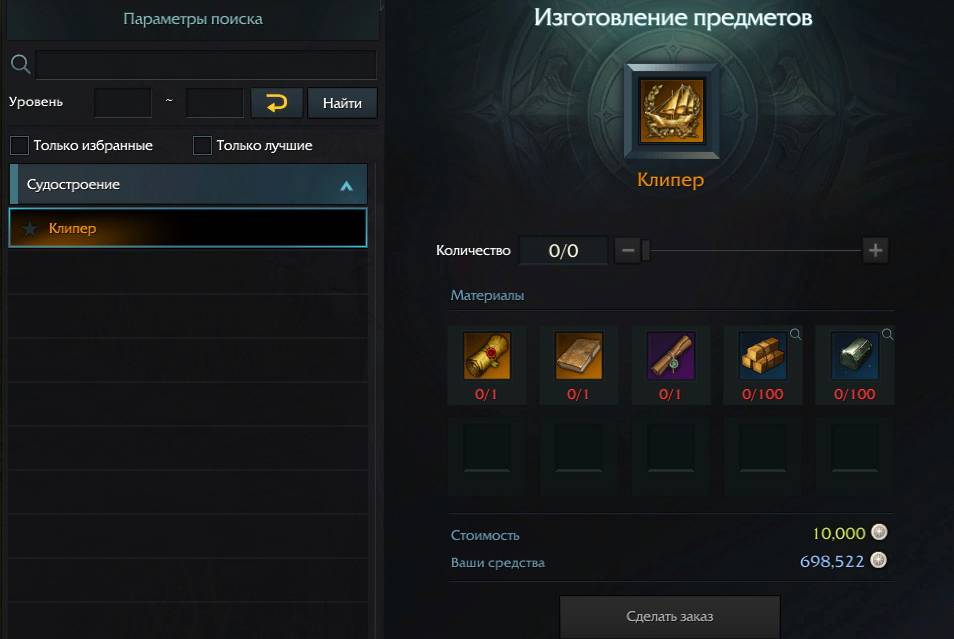 Параметры поиска
Уровень ~ Найти
Только избранные Только лучшие
Судостроение
Клипер
Изготовление предметов
Клипер
Количество 0/0
Материалы
0/1 0/1 0/1 0/100 0/100
Стоимость 10,000
Ваши средства 698,522
Сделать заказ